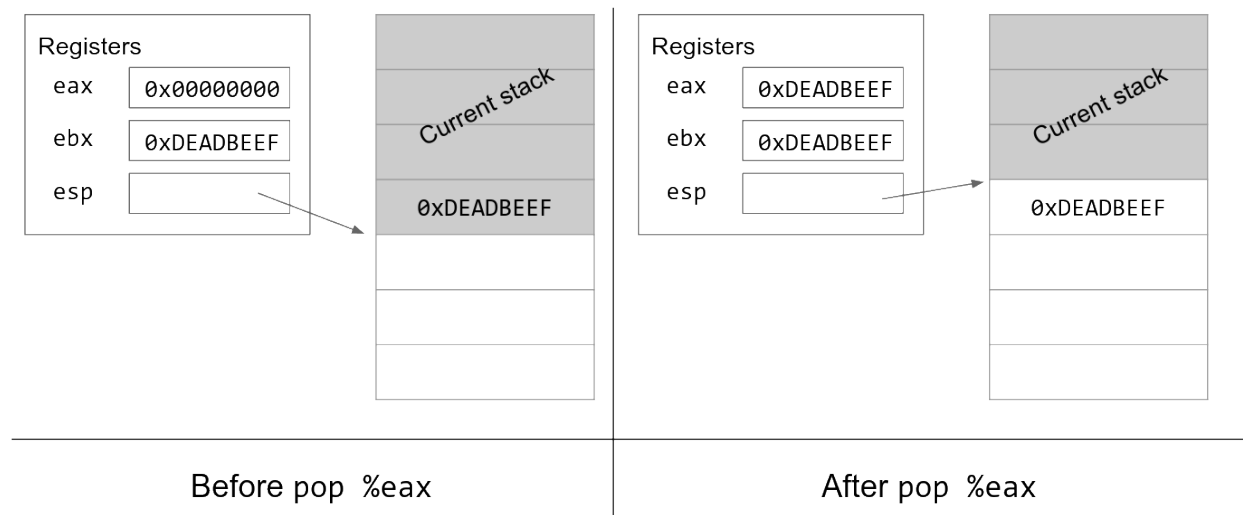 Registers
eax 0x00000000
ebx 0xDEADBEEF
esp
Current stack
0xDEADBEEF
Before pop %eax
Registers
eax 0xDEADBEEF
ebx 0xDEADBEEF
esp
Current stack
0xDEADBEEF
After pop %eax